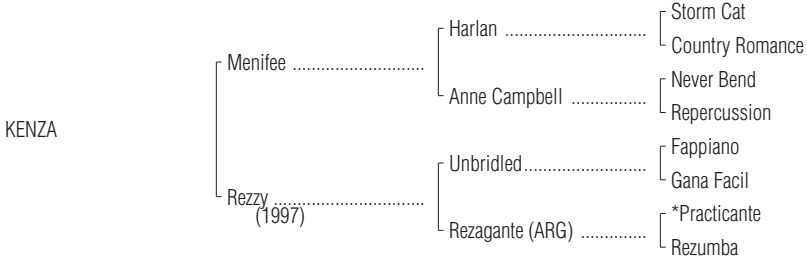 Storm Cat
Harlan ..............................
Country Romance
Menifee ...........................
Never Bend
Anne Campbell ................
Repercussion
KENZA
Fappiano
Unbridled.........................
Gana Facil
Rezzy ..............................
(1997)
*Practicante
Rezagante (ARG) ..............
Rezumba